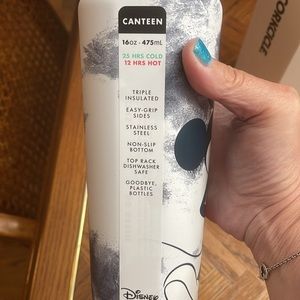 CANTEEN
16oz - 475mL
25 HRS COLD
12 HRS HOT
TRIPLE
INSULATED
EASY-GRIP
SIDES
STAINLESS
STEEL
NON-SLIP
BOTTOM
TOP RACK
DISHWASHER
SAFE
GOODBYE,
PLASTIC
BOTTLES
DISNEY
CORKCICLE